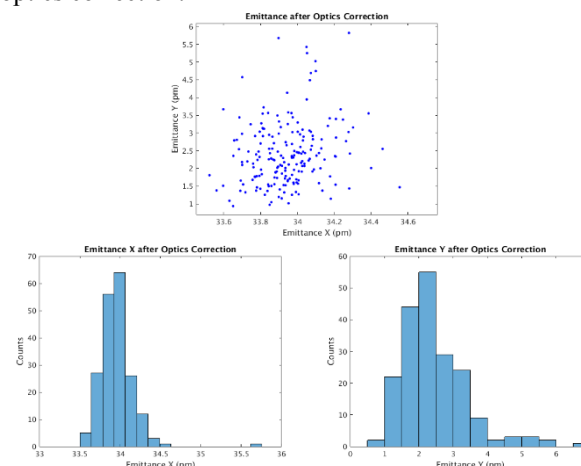 optics correction.
Emittance after Optics Correction
6
5.5
5
4.5
4
3.5
3
2.5
2
1.5
1
Emittance Y (pm)
33.6 33.8 34 34.2 34.4 34.6
Emittance X (pm)
Emittance X after Optics Correction
70
60
50
40
30
20
10
0
Counts
33 33.5 34 34.5 35 35.5 36
Emittance X (pm)
Emittance Y after Optics Correction
60
50
40
30
20
10
0
Counts
0 1 2 3 4 5 6
Emittance Y (pm)